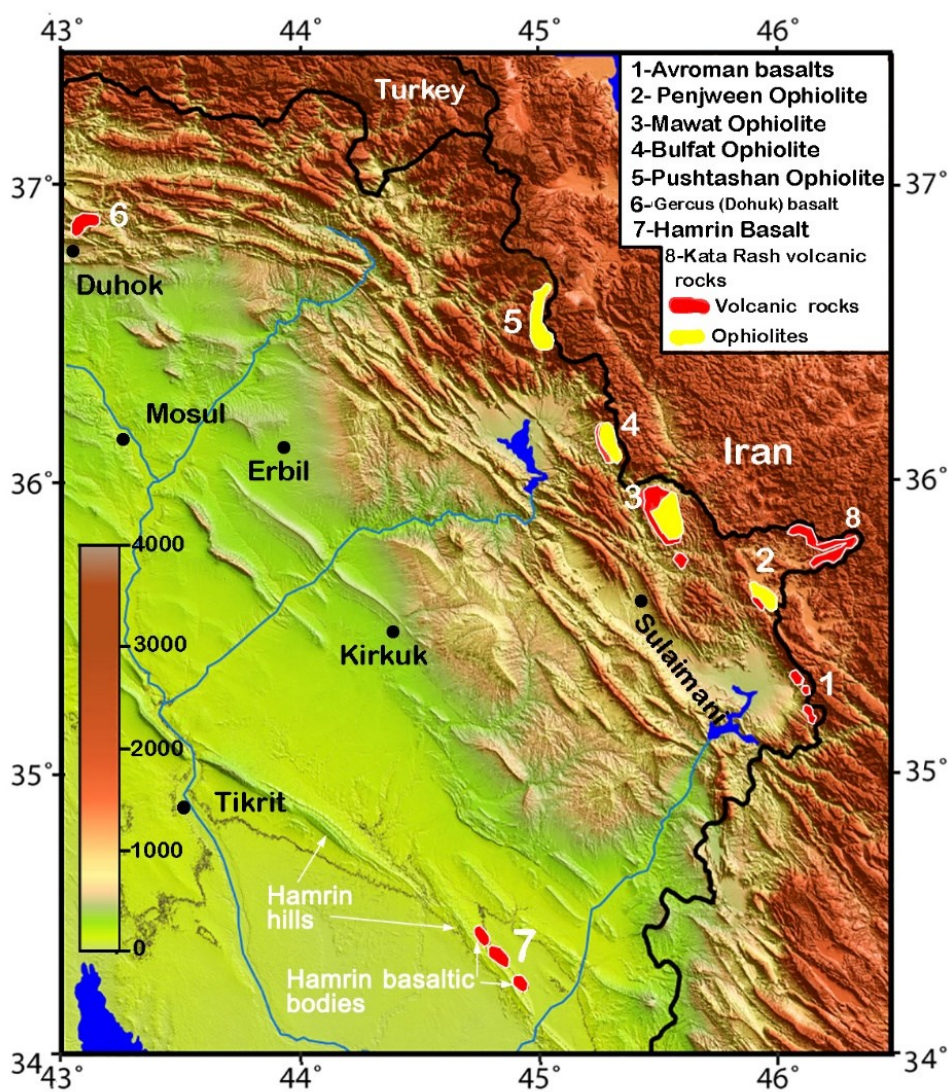 43
44
45
46
Turkey
1-Avroman basalts
2- Penjween Ophiolite
3-Mawat Ophiolite
4-Bulfat Ophiolite
5-Pushtashan Ophiolite
6-Gercus (Dohuk) basalt
7-Hamrin Basalt
8-Kata Rash volcanic
rocks
Volcanic rocks
Ophiolites
37°
37°
6
Duhok
5
Mosul
4
Iran
Erbil
36°
36°
3
8
4000
2
Kirkuk
Sulaimani
3000
1
2000
35°
35°
Tikrit
1000
Hamrin
hills
7
0
Hamrin basaltic
bodies
34°
34°
43
44
45
46